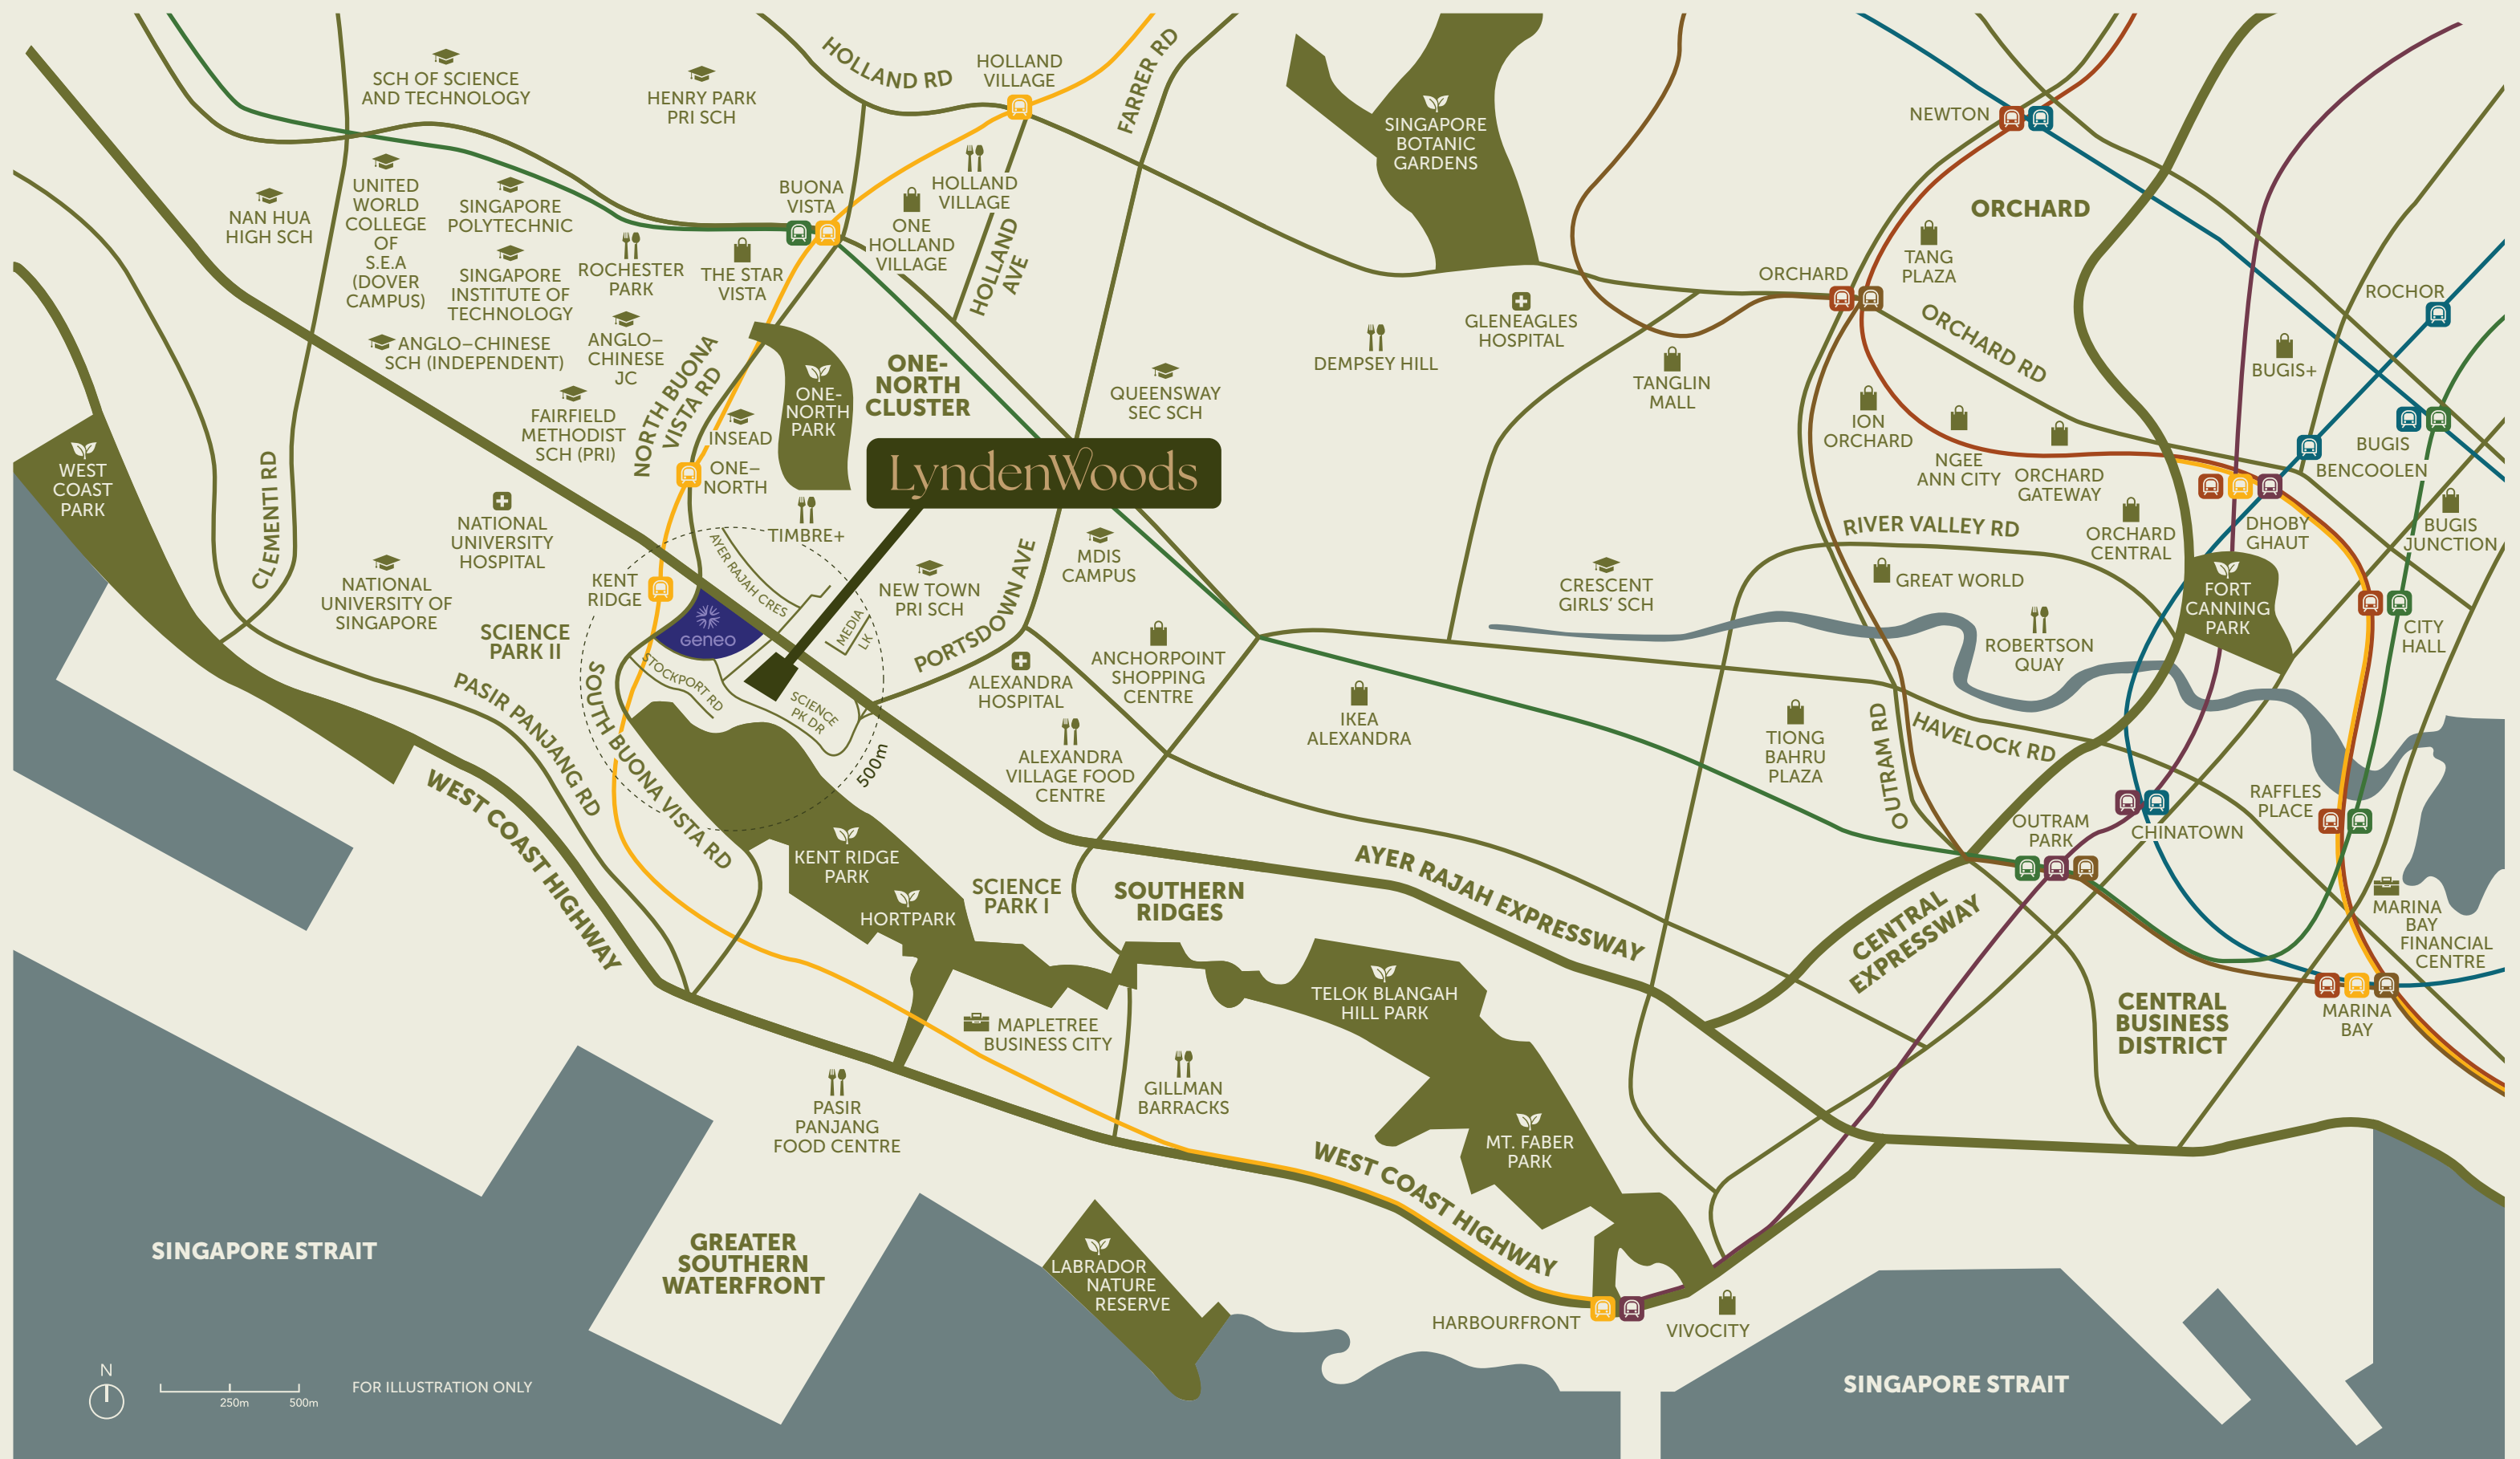 SCH OF SCIENCE
AND TECHNOLOGY
HENRY PARK
PRI SCH
HOLLAND RD
HOLLAND
VILLAGE
FARRER RD
SINGAPORE
BOTANIC
GARDENS
NEWTON
ORCHARD
NAN HUA
HIGH SCH
UNITED
WORLD
COLLEGE
OF
S.E.A
(DOVER
CAMPUS)
SINGAPORE
POLYTECHNIC
SINGAPORE
INSTITUTE OF
TECHNOLOGY
ROCHESTER
PARK
BUONA
VISTA
THE STAR
VISTA
HOLLAND
VILLAGE
ONE
HOLLAND
VILLAGE
HOLLAND
AVE
ORCHARD
TANG
PLAZA
ROCHOR
GLENEAGLES
HOSPITAL
DEMPSEY HILL
TANGLIN
MALL
ORCHARD RD
BUGIS+
ANGLO–CHINESE
SCH (INDEPENDENT)
ANGLO–
CHINESE
JC
FAIRFIELD
METHODIST
SCH (PRI)
NORTH BUONA
VISTA RD
INSEAD
ONE-
NORTH
PARK
ONE-
NORTH
CLUSTER
QUEENSWAY
SEC SCH
ION
ORCHARD
NGEE
ANN CITY
ORCHARD
GATEWAY
BUGIS
BENCOOLEN
WEST
COAST
PARK
CLEMENTI RD
ONE–
NORTH
LyndenWoods
TIMBRE+
NATIONAL
UNIVERSITY
HOSPITAL
NATIONAL
UNIVERSITY OF
SINGAPORE
KENT
RIDGE
AYER RAJAH CRES
GENEO
MEDIA
LK
NEW TOWN
PRI SCH
PORTSDOWN AVE
MDIS
CAMPUS
CRESCENT
GIRLS' SCH
RIVER VALLEY RD
GREAT WORLD
ORCHARD
CENTRAL
DHOBY
GHAUT
BUGIS
JUNCTION
FORT
CANNING
PARK
CITY
HALL
ROBERTSON
QUAY
SCIENCE
PARK II
STOCKPORT RD
SCIENCE
PK DR
500m
SOUTH BUONA VISTA RD
PASIR PANJANG RD
WEST COAST HIGHWAY
ALEXANDRA
HOSPITAL
ANCHORPOINT
SHOPPING
CENTRE
ALEXANDRA
VILLAGE FOOD
CENTRE
IKEA
ALEXANDRA
TIONG
BAHRU
PLAZA
OUTRAM RD
HAVELOCK RD
RAFFLES
PLACE
OUTRAM
PARK
CHINATOWN
KENT RIDGE
PARK
HORTPARK
SCIENCE
PARK I
SOUTHERN
RIDGES
AYER RAJAH EXPRESSWAY
CENTRAL
EXPRESSWAY
MARINA
BAY
FINANCIAL
CENTRE
CENTRAL
BUSINESS
DISTRICT
MARINA
BAY
TELOK BLANGAH
HILL PARK
MAPLETREE
BUSINESS CITY
PASIR
PANJANG
FOOD CENTRE
GILLMAN
BARRACKS
MT. FABER
PARK
WEST COAST HIGHWAY
SINGAPORE STRAIT
GREATER
SOUTHERN
WATERFRONT
LABRADOR
NATURE
RESERVE
HARBOURFRONT
VIVOCITY
SINGAPORE STRAIT
N
250m
500m
FOR ILLUSTRATION ONLY